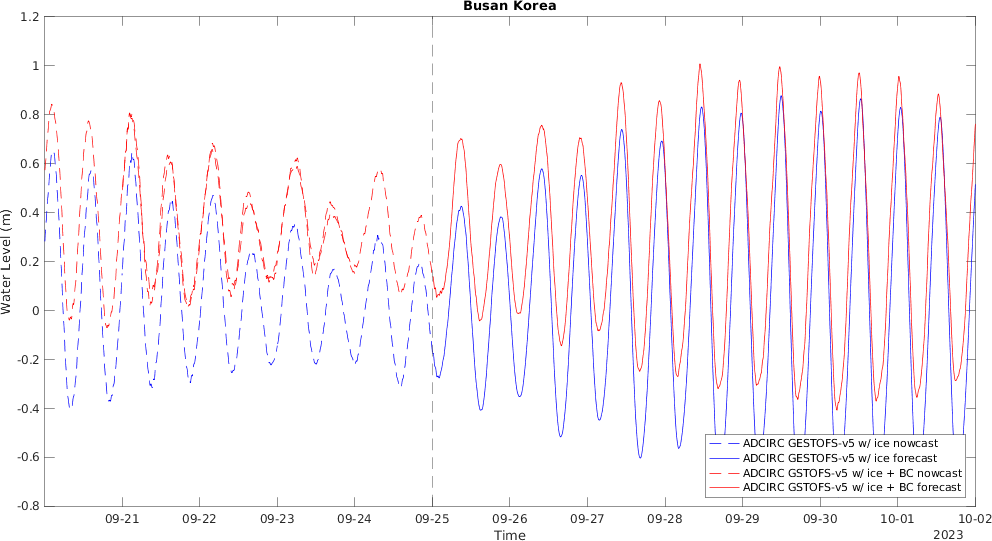 Busan Korea
1.2
1
0.8
0.6
0.4
0.2
0
-0.2
-0.4
-0.6
-0.8
Water Level (m)
ADCIRC GESTOFS-v5 w/ ice nowcast
ADCIRC GESTOFS-v5 w/ ice forecast
ADCIRC GSTOFS-v5 w/ ice + BC nowcast
ADCIRC GSTOFS-v5 w/ ice + BC forecast
09-21 09-22 09-23 09-24 09-25 09-26 09-27 09-28 09-29 09-30 10-01 10-02
Time
2023